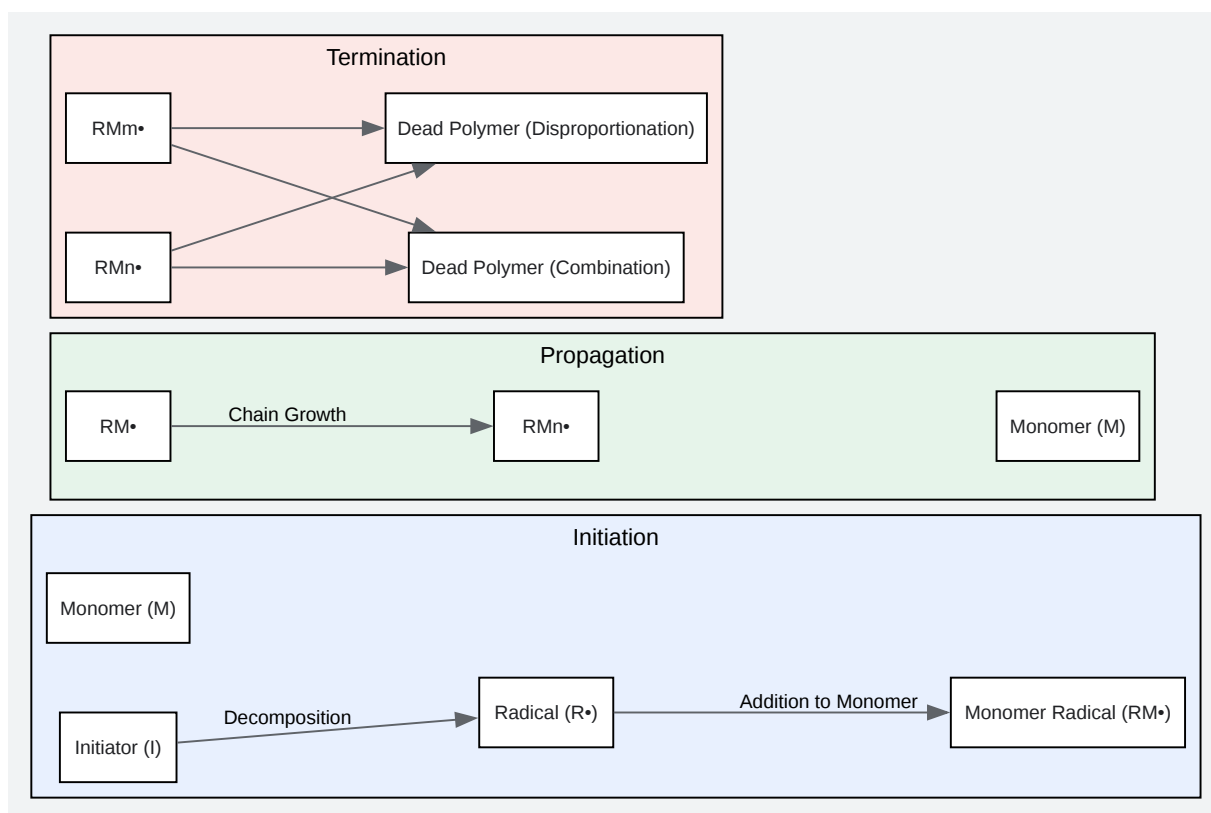 Termination
RMm•
Dead Polymer (Disproportionation)
RMn•
Dead Polymer (Combination)
Propagation
RM•
Chain Growth
RMn•
Monomer (M)
Initiation
Monomer (M)
Initiator (I)
Decomposition
Radical (R•)
Addition to Monomer
Monomer Radical (RM•)